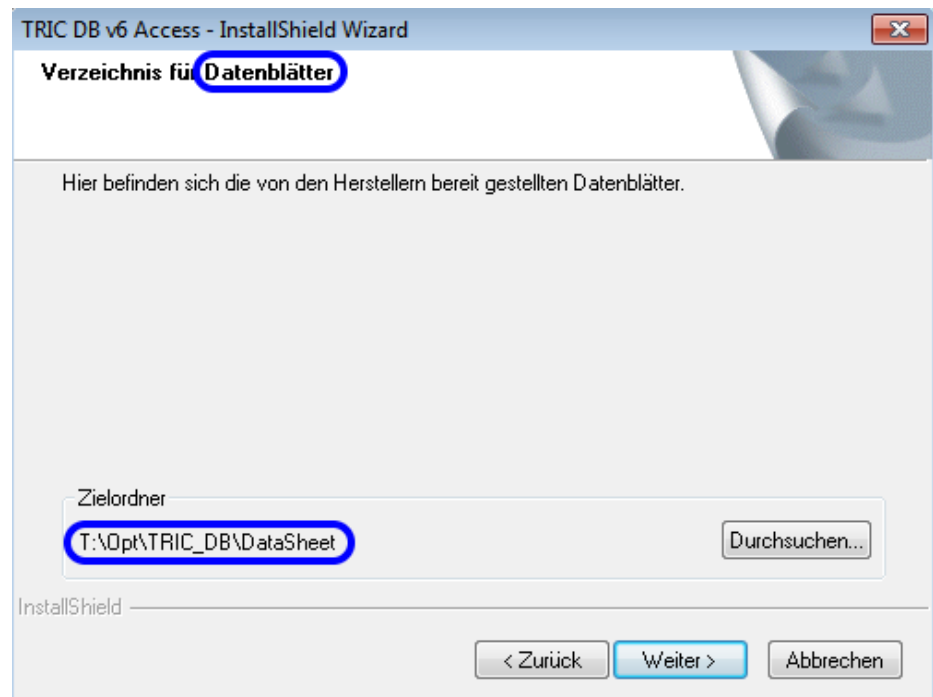 TRIC DB v6 Access - InstallShield Wizard
Verzeichnis für Datenblätter
Hier befinden sich die von den Herstellern bereit gestellten Datenblätter.
Zielordner
T:\Opt\TRIC_DB\DataSheet
Durchsuchen...
InstallShield
< Zurück
Weiter >
Abbrechen